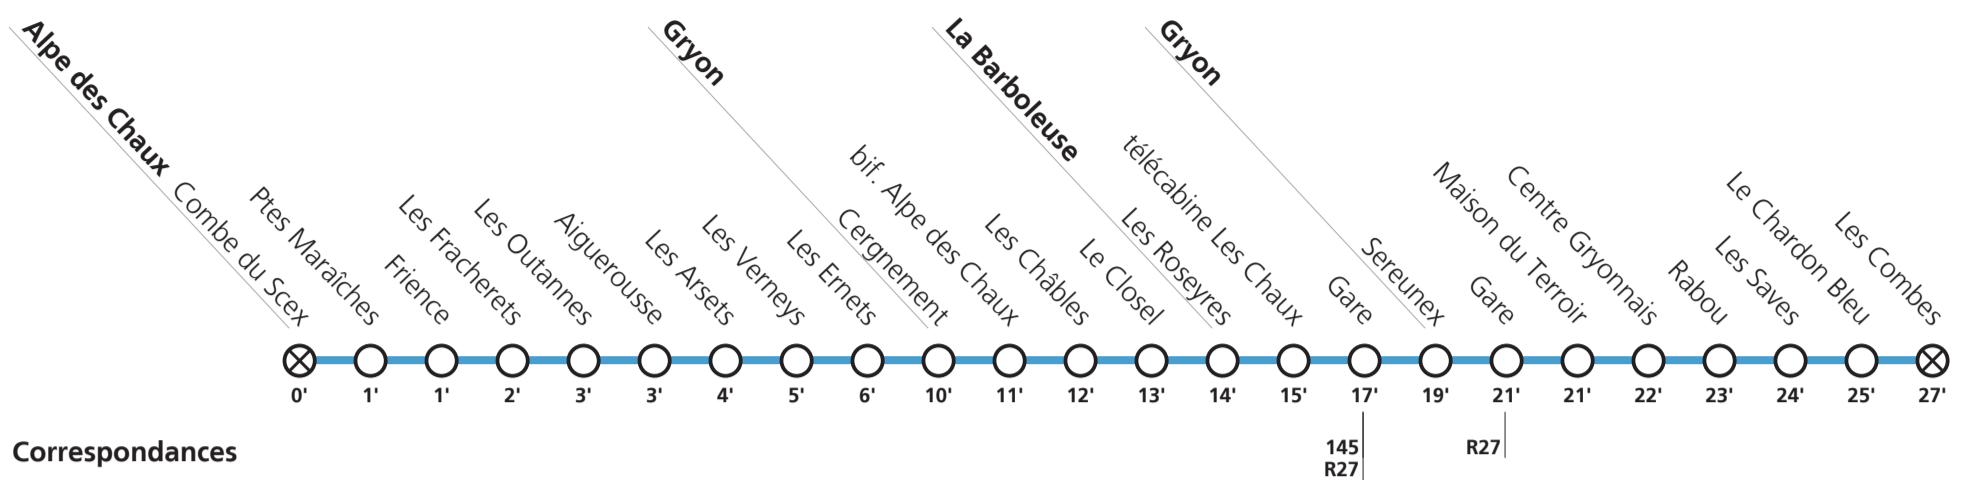 Alpe des Chaux Combe du Scex
Ptes Maraîches
Frience
Les Fracherets
Les Outannes
Aiguerousse
Les Arsets
Les Verneys
Les Ernets
Gryon
Cergnement
bif. Alpe des Chaux
Les Châbles
Le Closel
La Barboleuse
Les Roseyres
télécabine Les Chaux
Gare
Gryon
Sereunex
Gare
Maison du Terroir
Centre Gryonnais
Rabou
Les Saves
Le Chardon Bleu
Les Combes
0' 1' 1' 2' 3' 3' 4' 5' 6' 10' 11' 12' 13' 14' 15' 17' 19' 21' 21' 22' 23' 24' 25' 27'
Correspondances 145 R27
R27